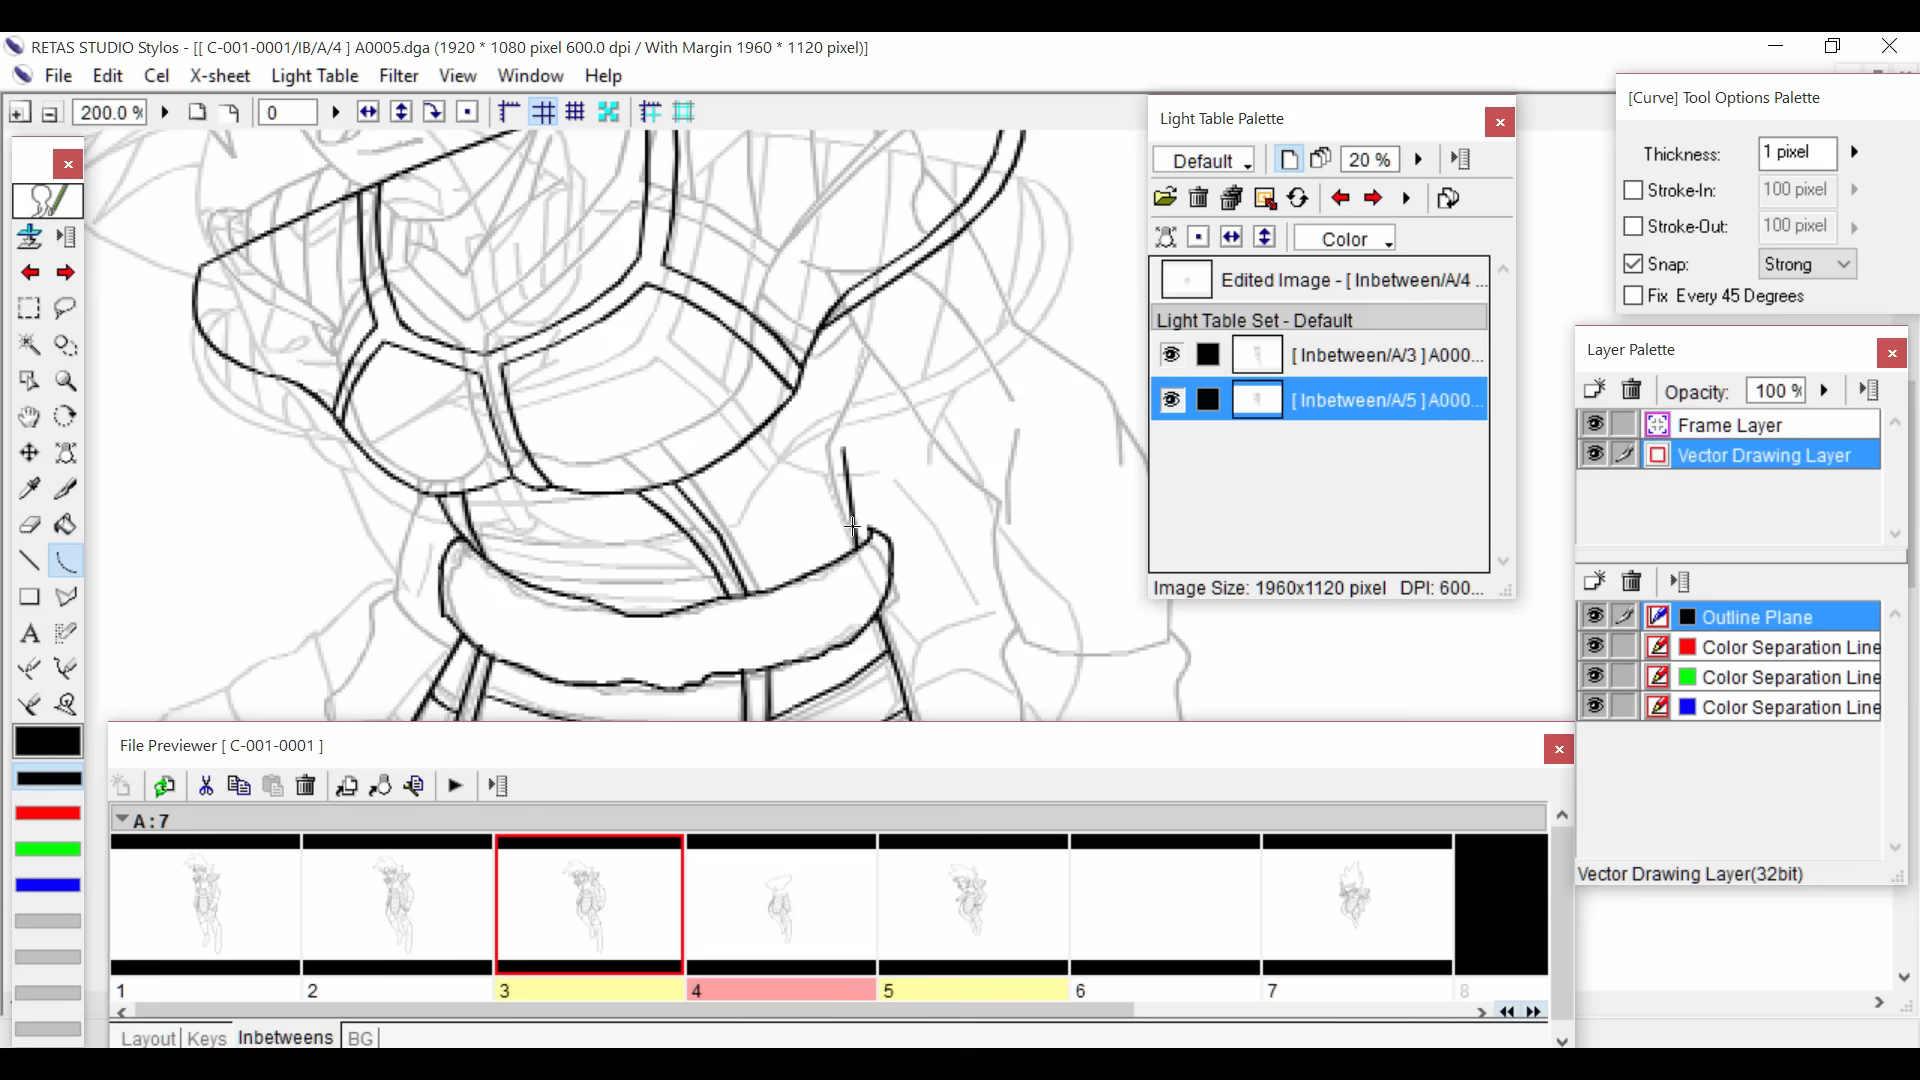 RETAS STUDIO Stylos - [[ C-001-0001/IB/A/4 ] A0005.dga (1920 * 1080 pixel 600.0 dpi / With Margin 1960 * 1120 pixel)]
File Edit Cel X-sheet Light Table Filter View Window Help
200.0 %
0
Light Table Palette
Default
20 %
Color
Edited Image - [ Inbetween/A/4 ...
Light Table Set - Default
[ Inbetween/A/3 ] A000...
[ Inbetween/A/5 ] A000...
Image Size: 1960x1120 pixel DPI: 600...
[Curve] Tool Options Palette
Thickness: 1 pixel
Stroke-In: 100 pixel
Stroke-Out: 100 pixel
Snap: Strong
Fix Every 45 Degrees
Layer Palette
Opacity: 100 %
Frame Layer
Vector Drawing Layer
Outline Plane
Color Separation Line
Color Separation Line
Color Separation Line
Vector Drawing Layer(32bit)
File Previewer [ C-001-0001 ]
A : 7
1 2 3 4 5 6 7 8
Layout Keys Inbetweens BG